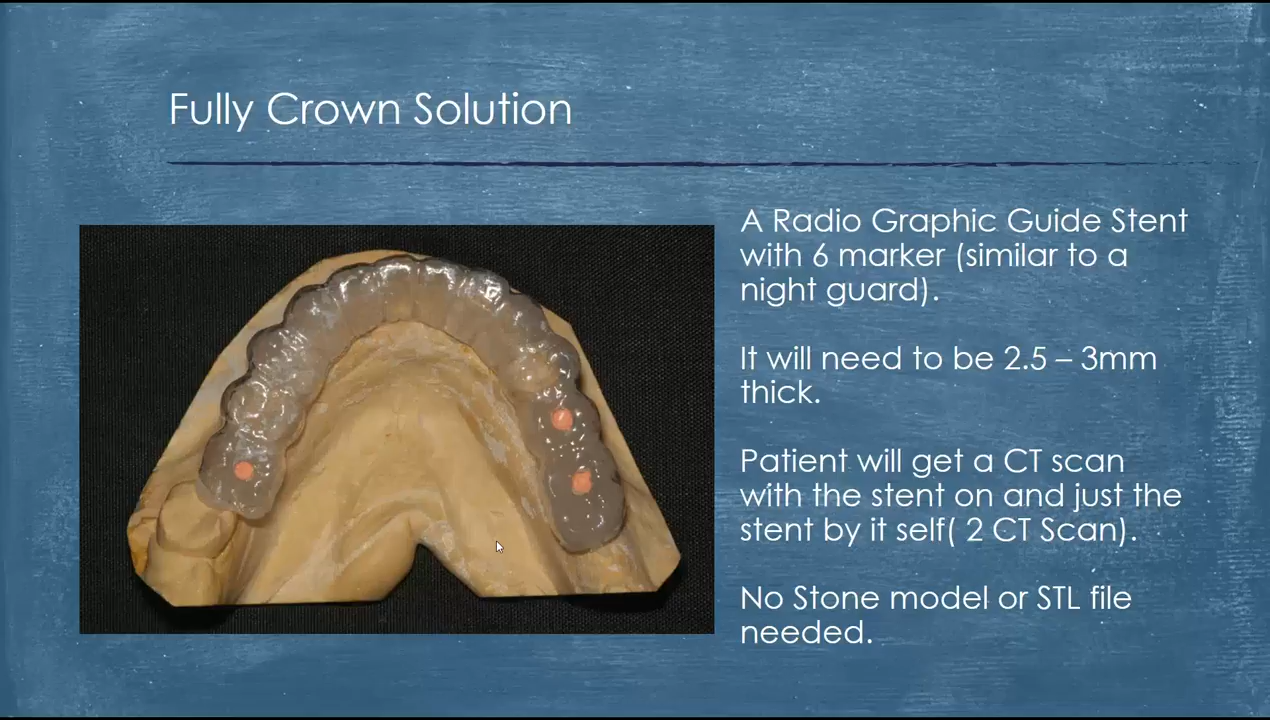 Fully Crown Solution
A Radio Graphic Guide Stent
with 6 marker (similar to a
night guard).
It will need to be 2.5 – 3mm
thick.
Patient will get a CT scan
with the stent on and just the
stent by it self( 2 CT Scan).
No Stone model or STL file
needed.